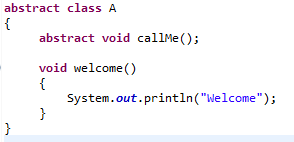 abstract class A
{
abstract void callMe();
void welcome()
{
System.out.println("Welcome");
}
}